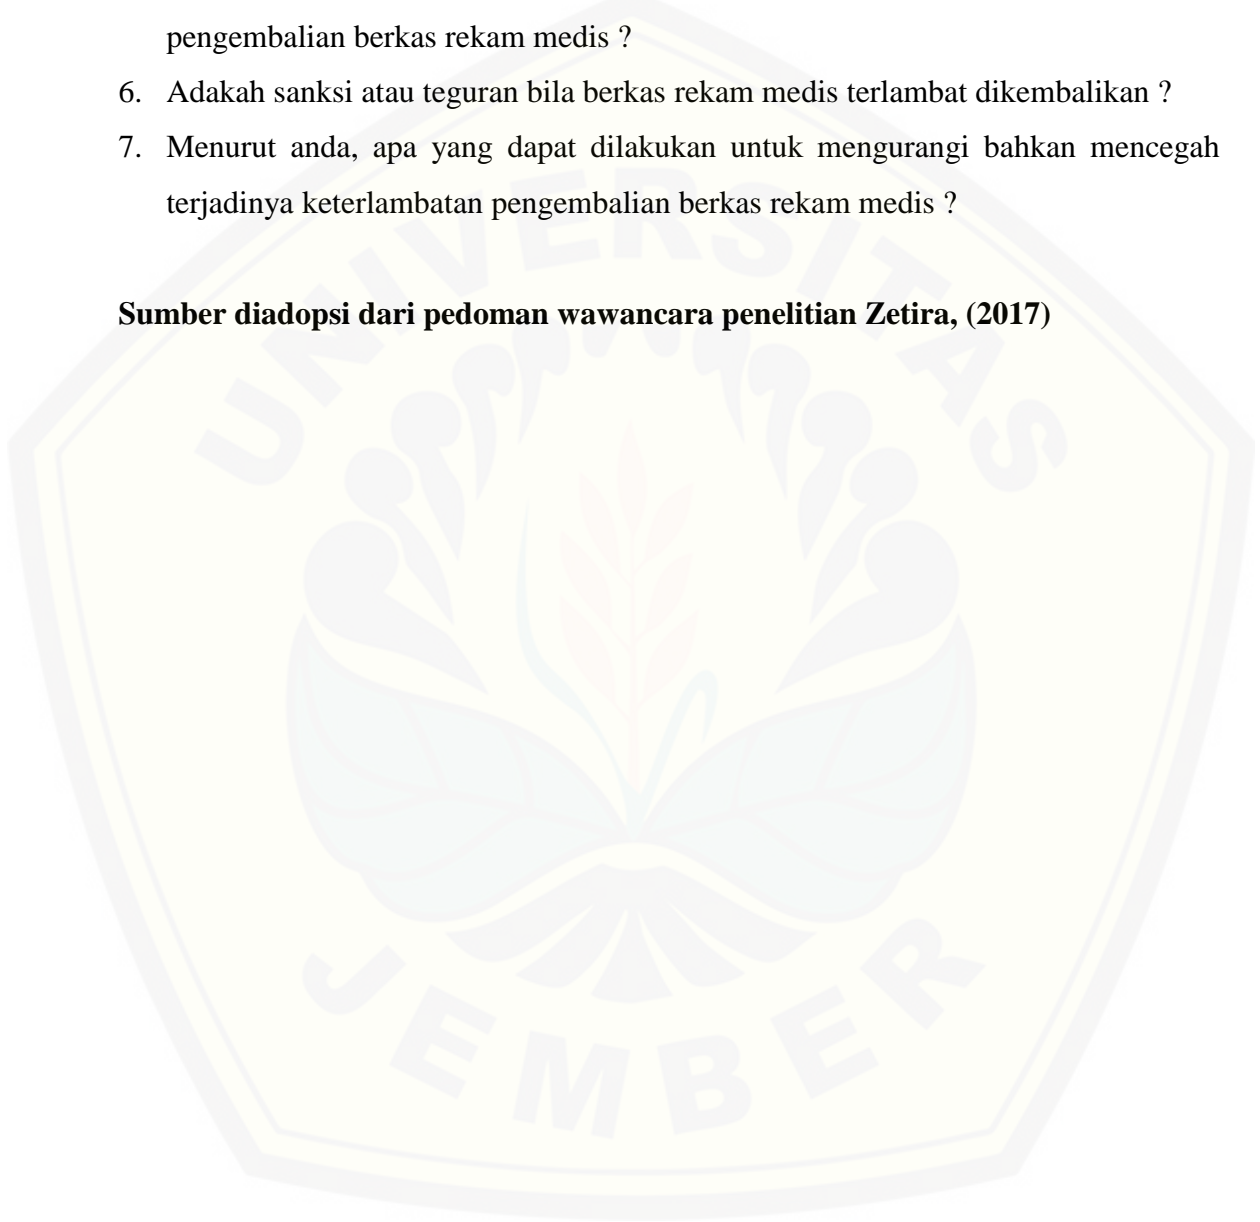 pengembalian berkas rekam medis ?
6. Adakah sanksi atau teguran bila berkas rekam medis terlambat dikembalikan ?
7. Menurut anda, apa yang dapat dilakukan untuk mengurangi bahkan mencegah
terjadinya keterlambatan pengembalian berkas rekam medis ?
Sumber diadopsi dari pedoman wawancara penelitian Zetira, (2017)
UNIVERSITAS
JEMBER